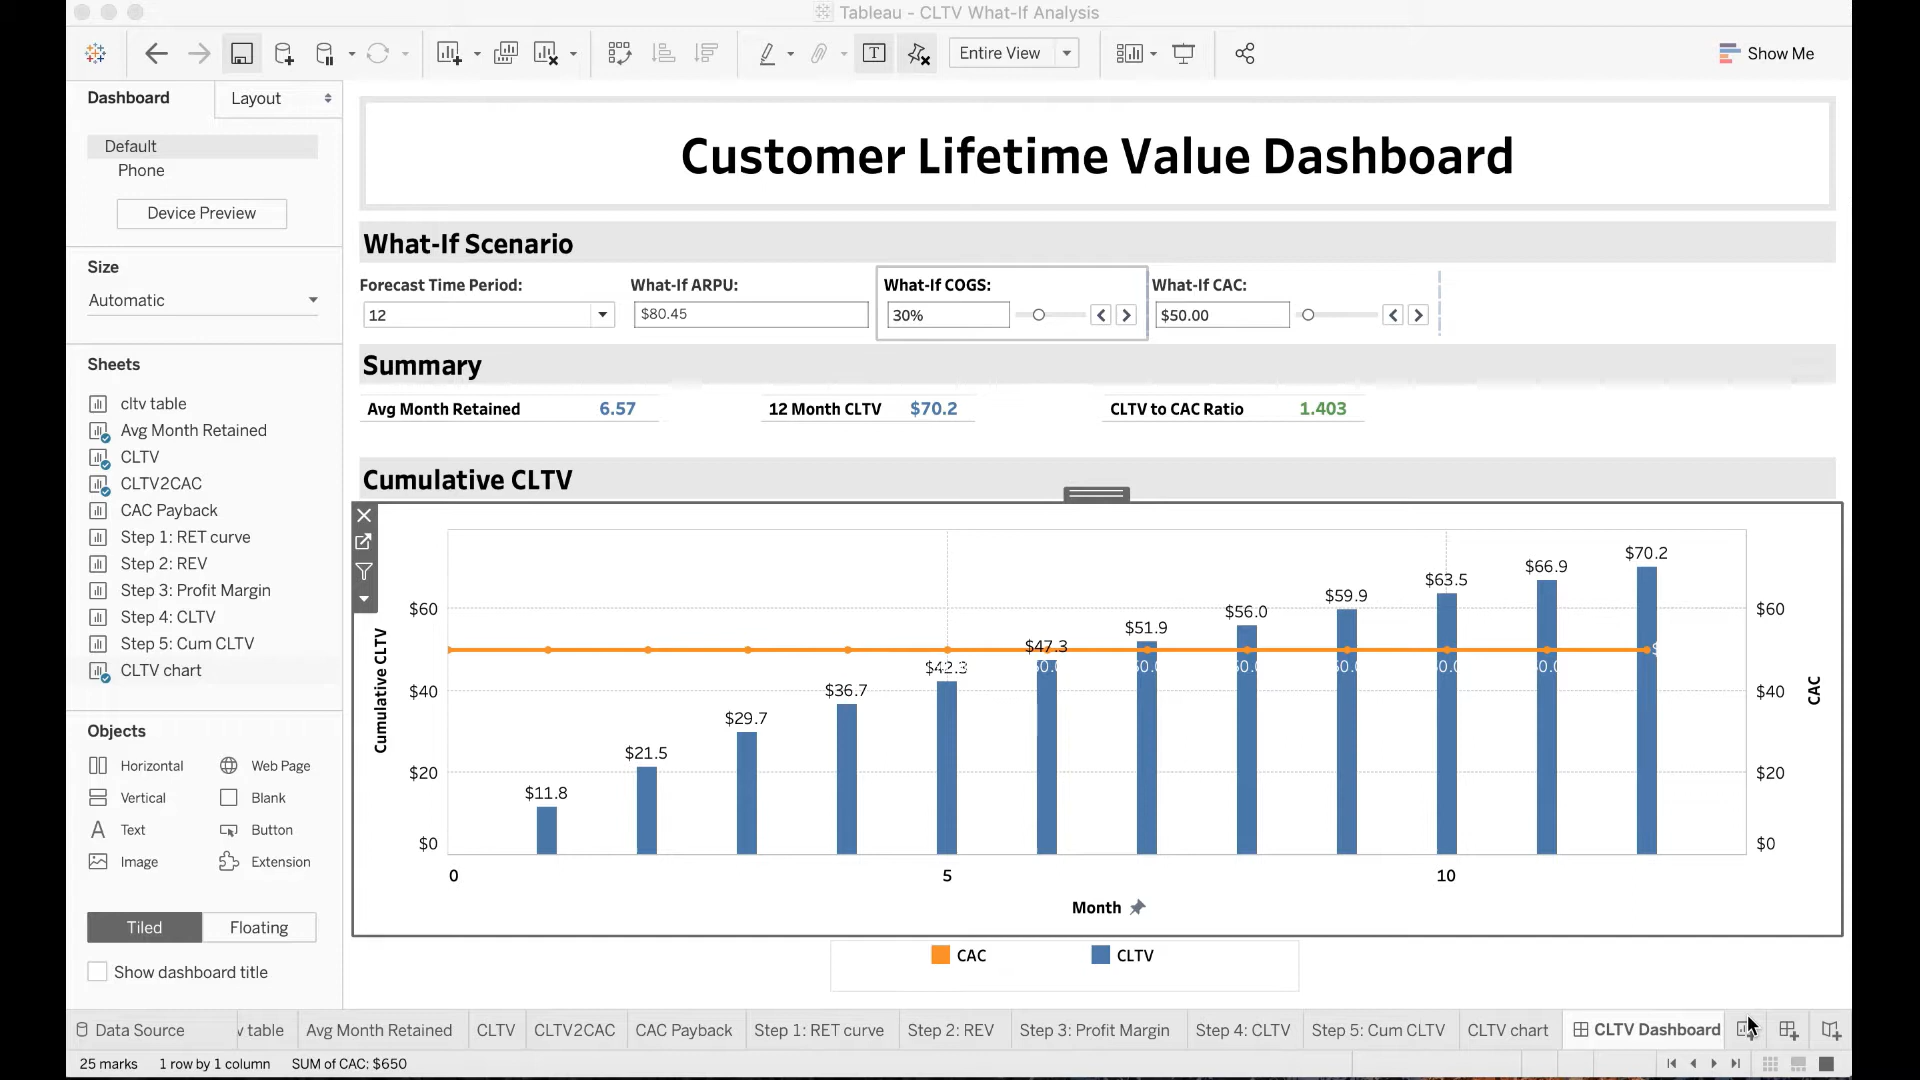 Tableau - CLTV What-If Analysis
Entire View
Show Me
Dashboard
Layout
Default
Phone
Device Preview
Size
Automatic
Sheets
cltv table
Avg Month Retained
CLTV
CLTV2CAC
CAC Payback
Step 1: RET curve
Step 2: REV
Step 3: Profit Margin
Step 4: CLTV
Step 5: Cum CLTV
CLTV chart
Objects
Horizontal Web Page
Vertical Blank
Text Button
Image Extension
Tiled Floating
Show dashboard title
Customer Lifetime Value Dashboard
What-If Scenario
Forecast Time Period: What-If ARPU: What-If COGS: What-If CAC:
12 $80.45 30% $50.00
Summary
Avg Month Retained 6.57 12 Month CLTV $70.2 CLTV to CAC Ratio 1.403
Cumulative CLTV
Cumulative CLTV
$60
$40
$20
$0
$11.8
$21.5
$29.7
$36.7
$42.3
$47.3
$51.9
$56.0
$59.9
$63.5
$66.9
$70.2
$60
$40
$20
$0
CAC
0 5 10
Month
CAC CLTV
Data Source v table Avg Month Retained CLTV CLTV2CAC CAC Payback Step 1: RET curve Step 2: REV Step 3: Profit Margin Step 4: CLTV Step 5: Cum CLTV CLTV chart CLTV Dashboard
25 marks 1 row by 1 column SUM of CAC: $650